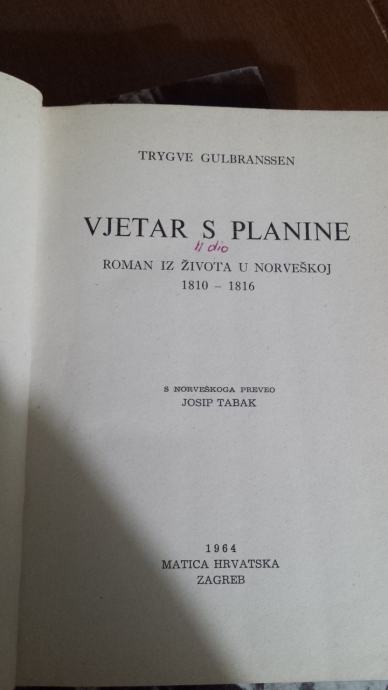 TRYGVE GULBRANSSEN
VJETAR S PLANINE
II dio
ROMAN IZ ŽIVOTA U NORVEŠKOJ
1810 – 1816
S NORVEŠKOGA PREVEO
JOSIP TABAK
1964
MATICA HRVATSKA
ZAGREB